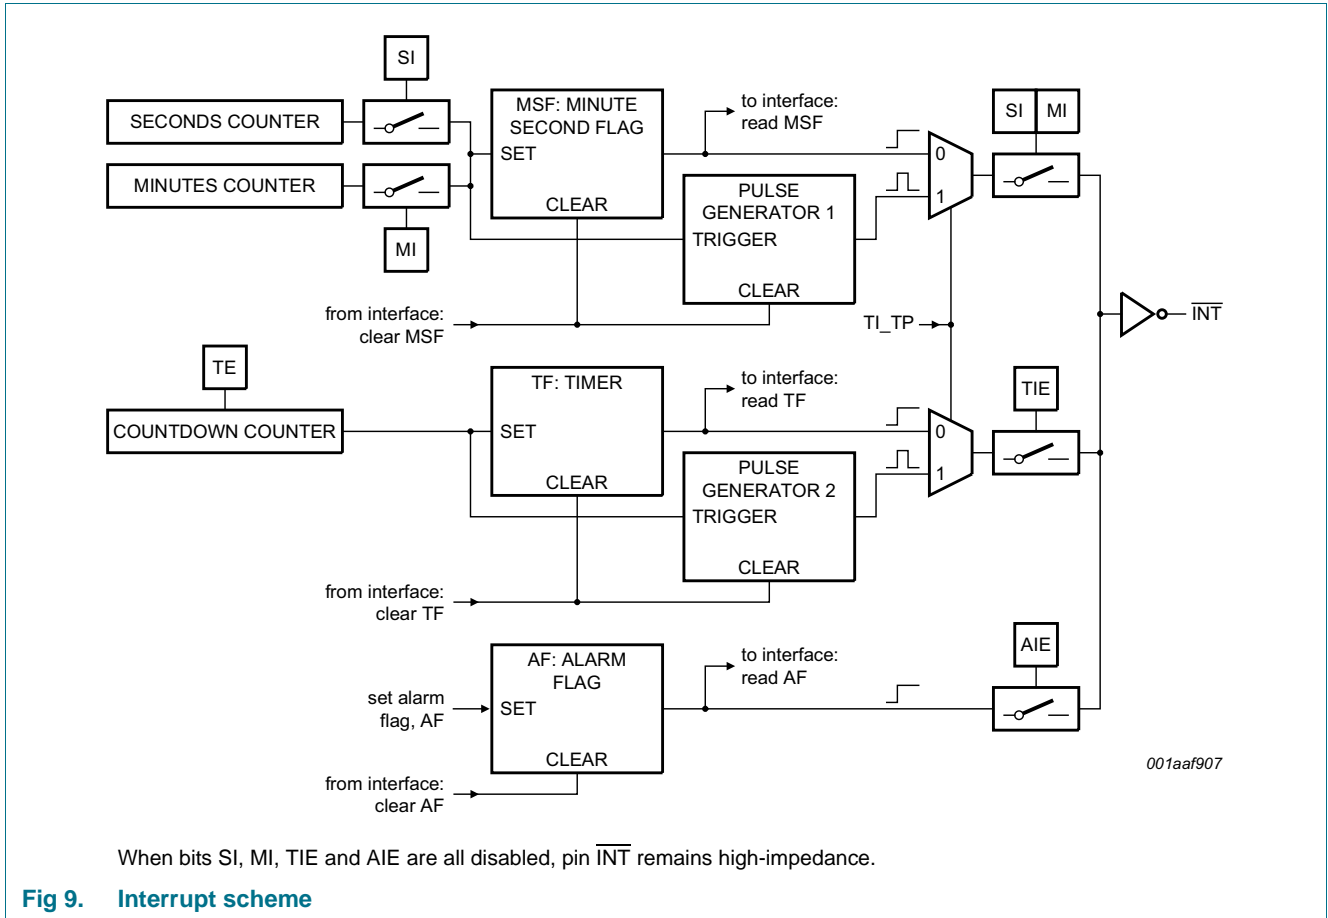 SI
SECONDS COUNTER
MINUTES COUNTER
MI
MSF: MINUTE
SECOND FLAG
SET
CLEAR
to interface:
read MSF
PULSE
GENERATOR 1
TRIGGER
CLEAR
0
1
SI MI
from interface:
clear MSF
TI_TP
INT
TE
COUNTDOWN COUNTER
TF: TIMER
SET
CLEAR
to interface:
read TF
PULSE
GENERATOR 2
TRIGGER
CLEAR
0
1
TIE
from interface:
clear TF
AF: ALARM
FLAG
SET
CLEAR
set alarm
flag, AF
to interface:
read AF
AIE
from interface:
clear AF
001aaf907
When bits SI, MI, TIE and AIE are all disabled, pin INT remains high-impedance.
Fig 9. Interrupt scheme